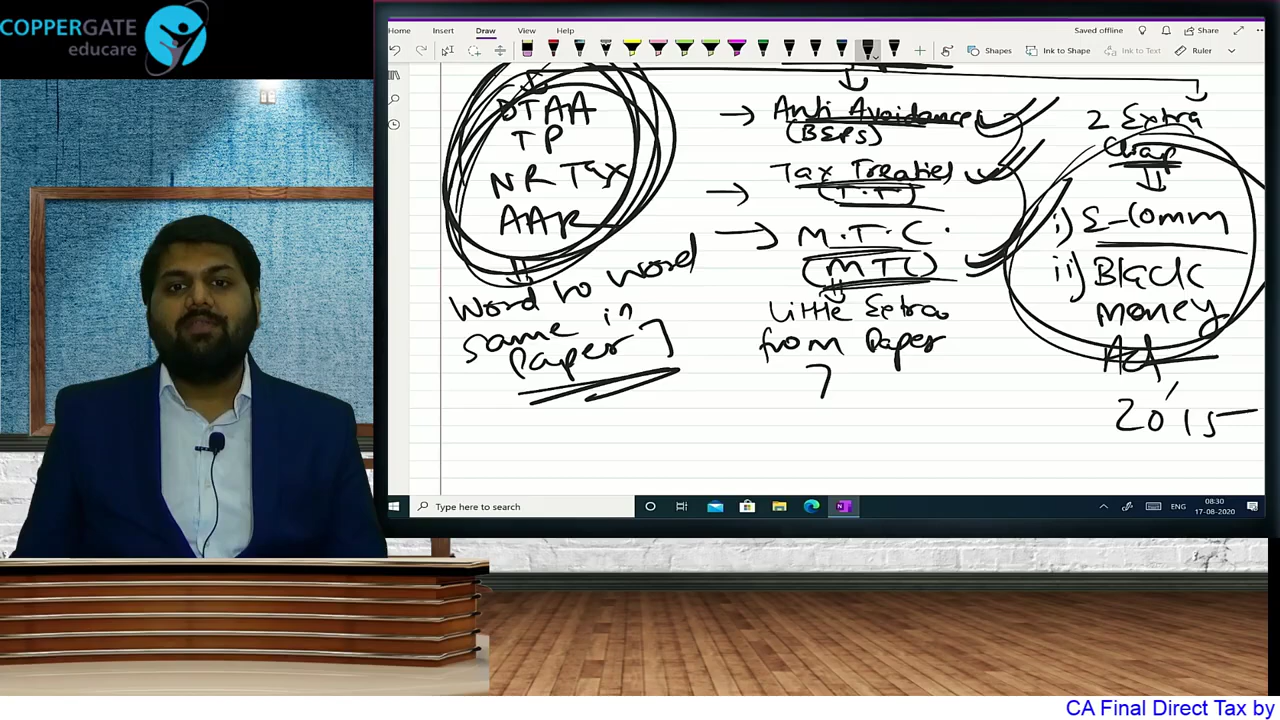 COPPERGATE
educare
Home Insert Draw View Help
Saved offline Share
Shapes Ink to Shape Ink to Text Ruler
DTAA
TP
NR Tax
AAR
Word to word
same in
Paper
→ Anti Avoidance
(BEPS)
→ Tax Treaties
(T.T)
→ M.T.C.
(MTC)
Little Extra
from Paper
7
2 Extra
Chap
i) E-Comm
ii) Black
money
Act,
2015
Type here to search
ENG
08:30
17-08-2020
CA Final Direct Tax by